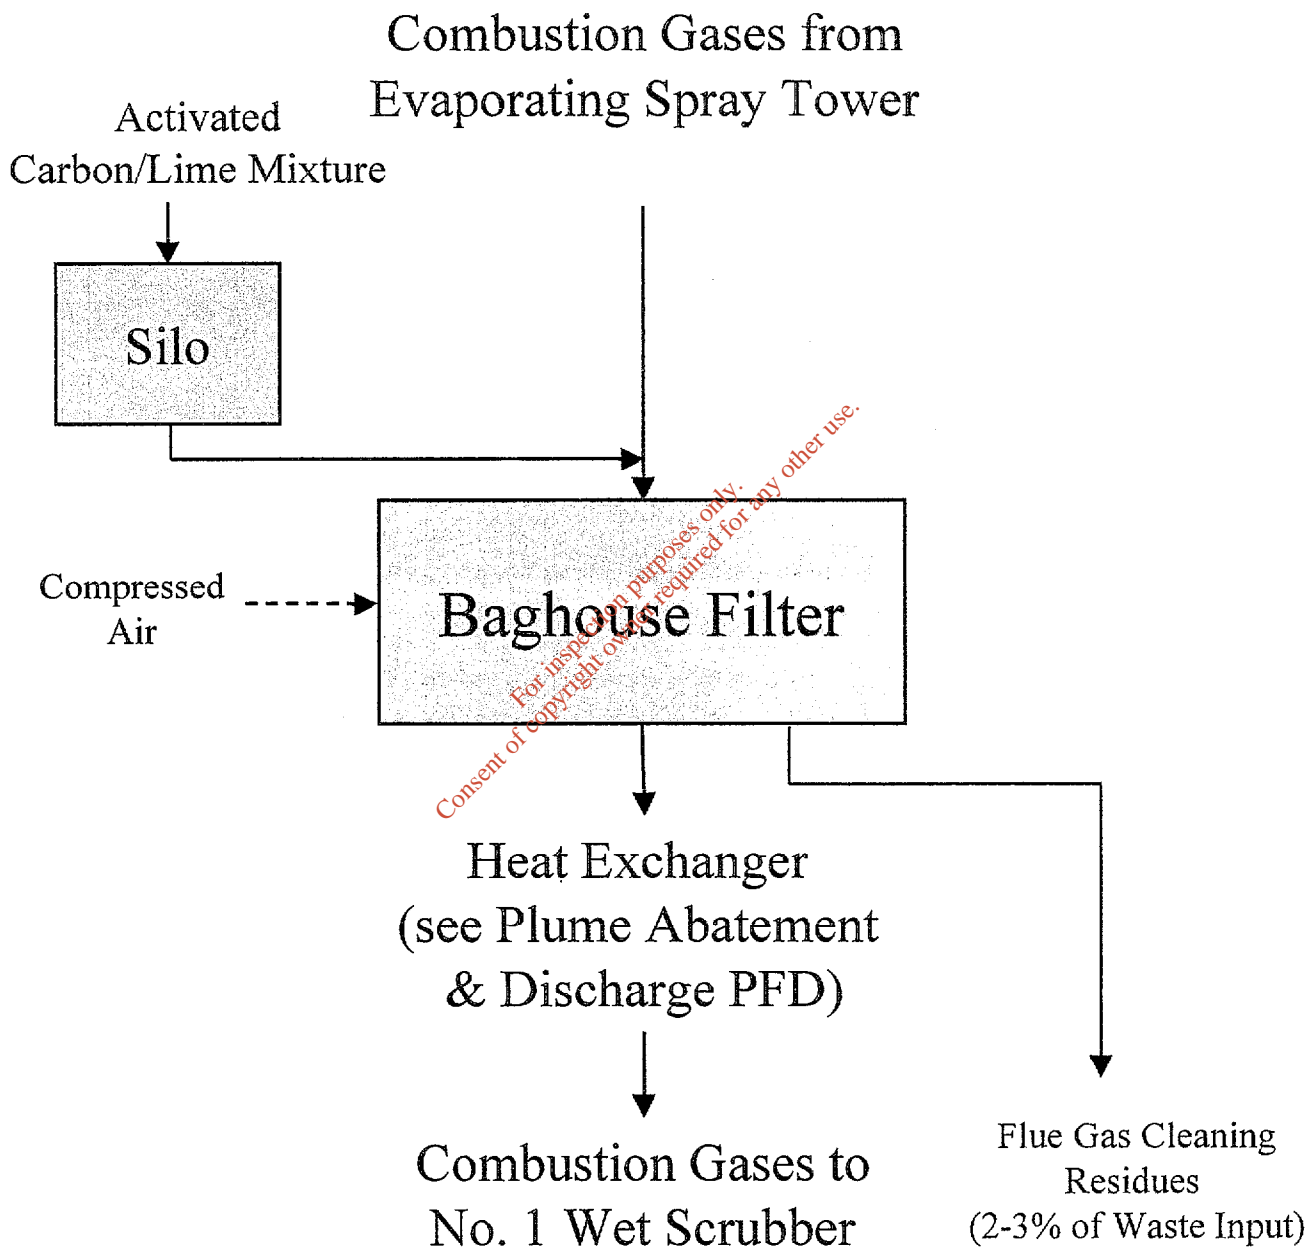 Combustion Gases from
Evaporating Spray Tower
Activated
Carbon/Lime Mixture
Silo
Compressed
Air
Baghouse Filter
For inspection purposes only.
Consent of copyright owner required for any other use.
Heat Exchanger
(see Plume Abatement
& Discharge PFD)
Combustion Gases to
No. 1 Wet Scrubber
Flue Gas Cleaning
Residues
(2-3% of Waste Input)